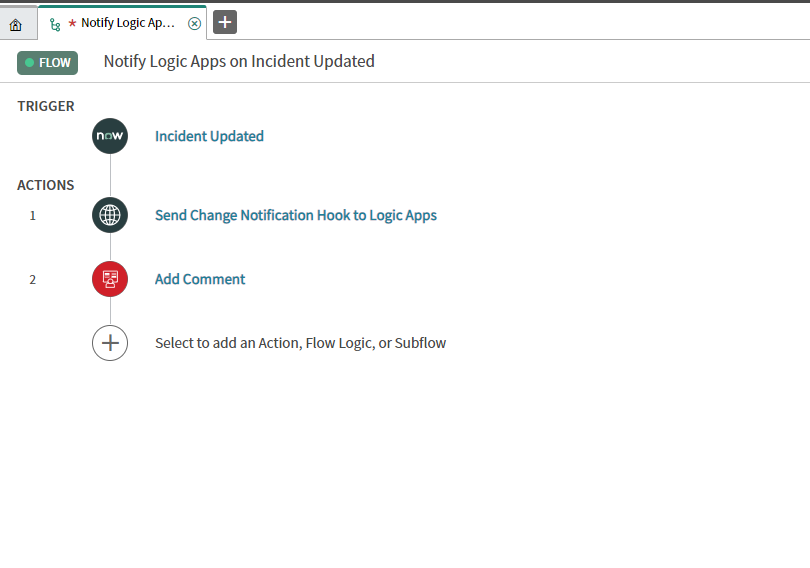 * Notify Logic Ap...
FLOW
Notify Logic Apps on Incident Updated
TRIGGER
now
Incident Updated
ACTIONS
1
Send Change Notification Hook to Logic Apps
2
Add Comment
Select to add an Action, Flow Logic, or Subflow